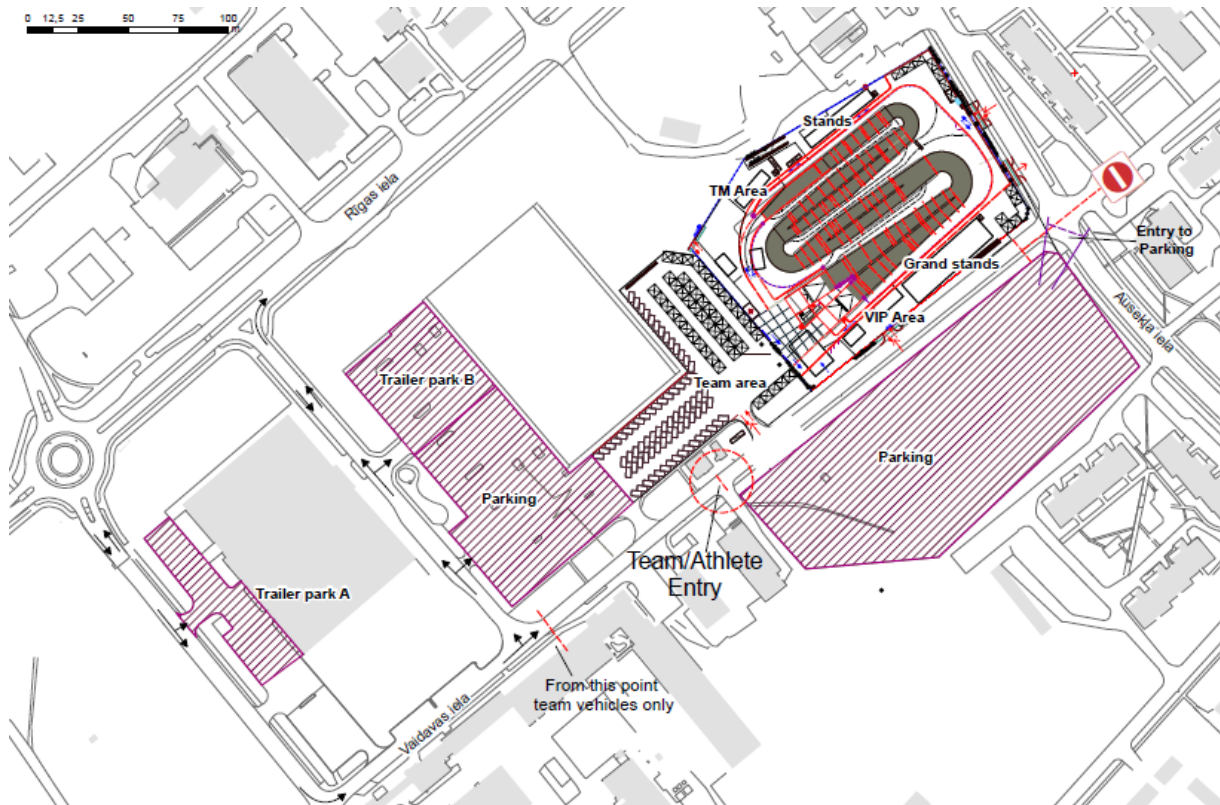 0 12,5 25 50 75 100
m
Stands
Rīgas iela
TM Area
Entry to
Parking
Grand stands
Ausekļa iela
VIP Area
Trailer park B
Team area
Parking
Parking
Team/Athlete
Entry
Trailer park A
From this point
team vehicles only
Vaidavas iela